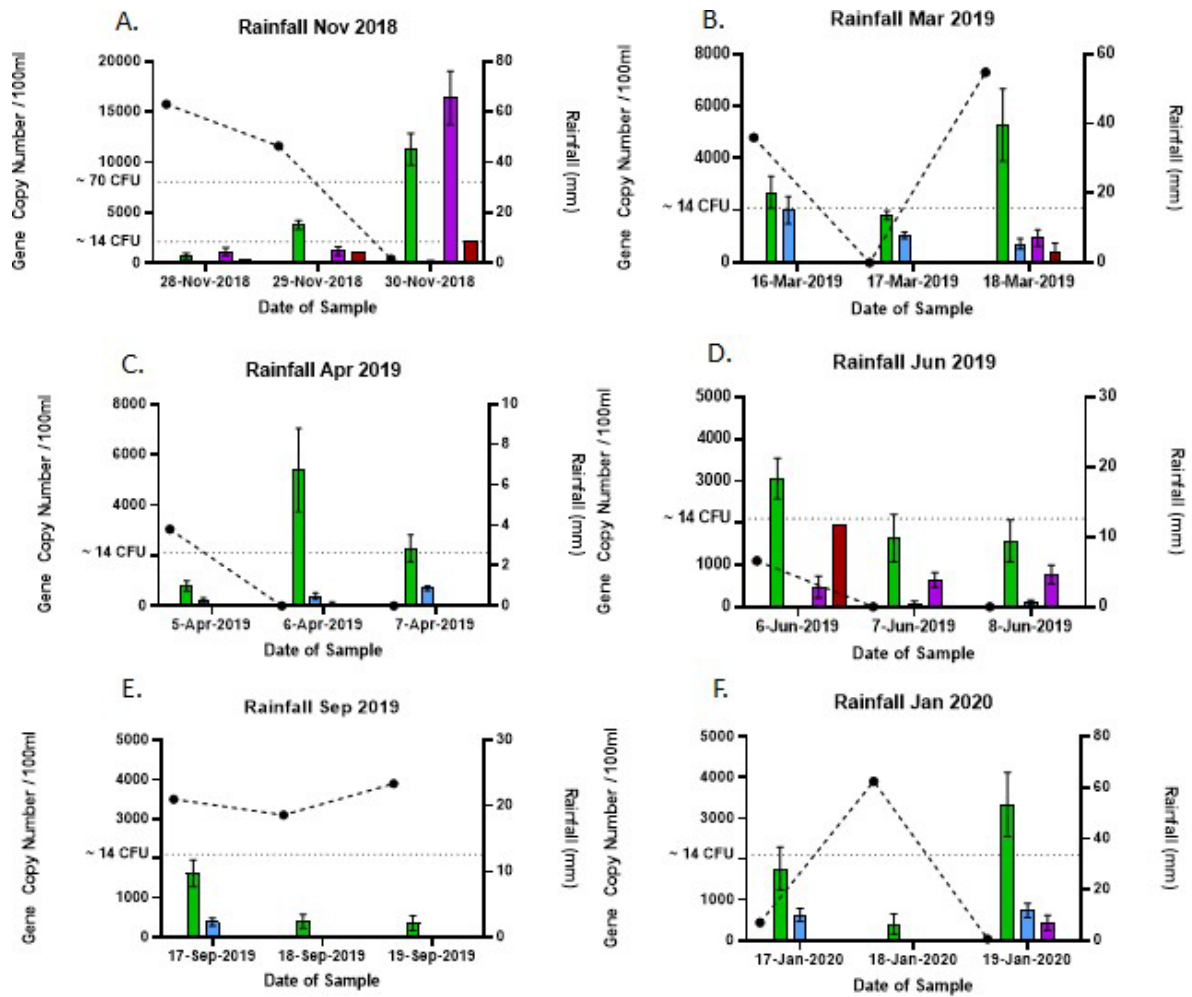 A.
Rainfall Nov 2018
Gene Copy Number / 100ml
20000
15000
10000
~ 70 CFU
5000
~ 14 CFU
0
80
60
40
20
0
Rainfall (mm)
28-Nov-2018 29-Nov-2018 30-Nov-2018
Date of Sample
B.
Rainfall Mar 2019
Gene Copy Number / 100ml
8000
6000
4000
~ 14 CFU
0
60
40
20
0
Rainfall (mm)
16-Mar-2019 17-Mar-2019 18-Mar-2019
Date of Sample
C.
Rainfall Apr 2019
Gene Copy Number / 100ml
8000
6000
4000
~ 14 CFU
0
10
8
6
4
2
0
Rainfall (mm)
5-Apr-2019 6-Apr-2019 7-Apr-2019
Date of Sample
D.
Rainfall Jun 2019
Gene Copy Number / 100ml
5000
4000
3000
~ 14 CFU
1000
0
30
20
10
0
Rainfall (mm)
6-Jun-2019 7-Jun-2019 8-Jun-2019
Date of Sample
E.
Rainfall Sep 2019
Gene Copy Number / 100ml
5000
4000
3000
~ 14 CFU
1000
0
30
20
10
0
Rainfall (mm)
17-Sep-2019 18-Sep-2019 19-Sep-2019
Date of Sample
F.
Rainfall Jan 2020
Gene Copy Number / 100ml
5000
4000
3000
~ 14 CFU
1000
0
80
60
40
20
0
Rainfall (mm)
17-Jan-2020 18-Jan-2020 19-Jan-2020
Date of Sample